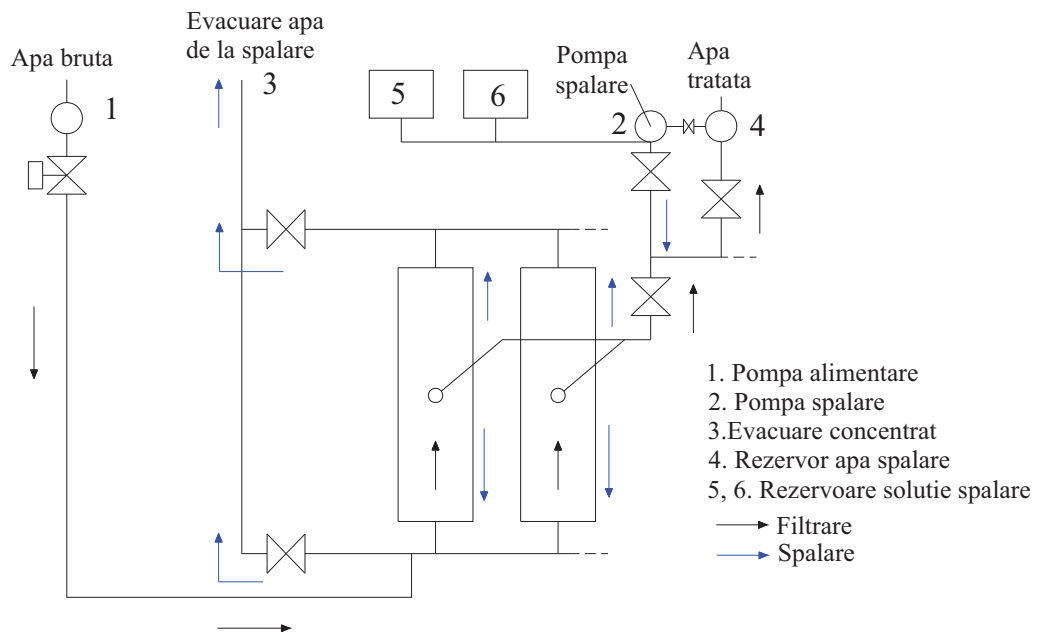 Apa bruta
1
Evacuare apa
de la spalare
3
5
6
Pompa
spalare
2
Apa
tratata
4
1. Pompa alimentare
2. Pompa spalare
3.Evacuare concentrat
4. Rezervor apa spalare
5, 6. Rezervoare solutie spalare
Filtrare
Spalare